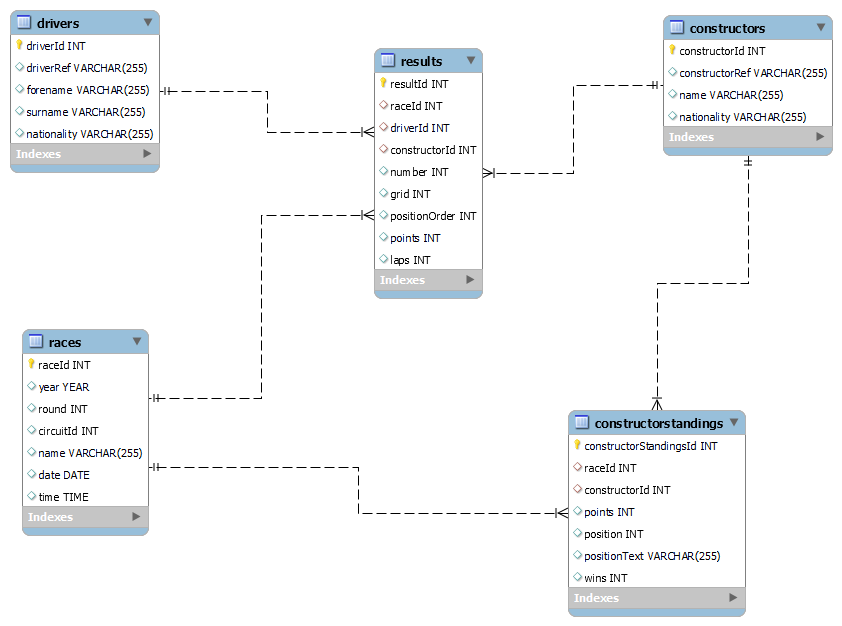 drivers
driverId INT
driverRef VARCHAR(255)
forename VARCHAR(255)
surname VARCHAR(255)
nationality VARCHAR(255)
Indexes
results
resultId INT
raceId INT
driverId INT
constructorId INT
number INT
grid INT
positionOrder INT
points INT
laps INT
Indexes
constructors
constructorId INT
constructorRef VARCHAR(255)
name VARCHAR(255)
nationality VARCHAR(255)
Indexes
races
raceId INT
year YEAR
round INT
circuitId INT
name VARCHAR(255)
date DATE
time TIME
Indexes
constructorstandings
constructorStandingsId INT
raceId INT
constructorId INT
points INT
position INT
positionText VARCHAR(255)
wins INT
Indexes